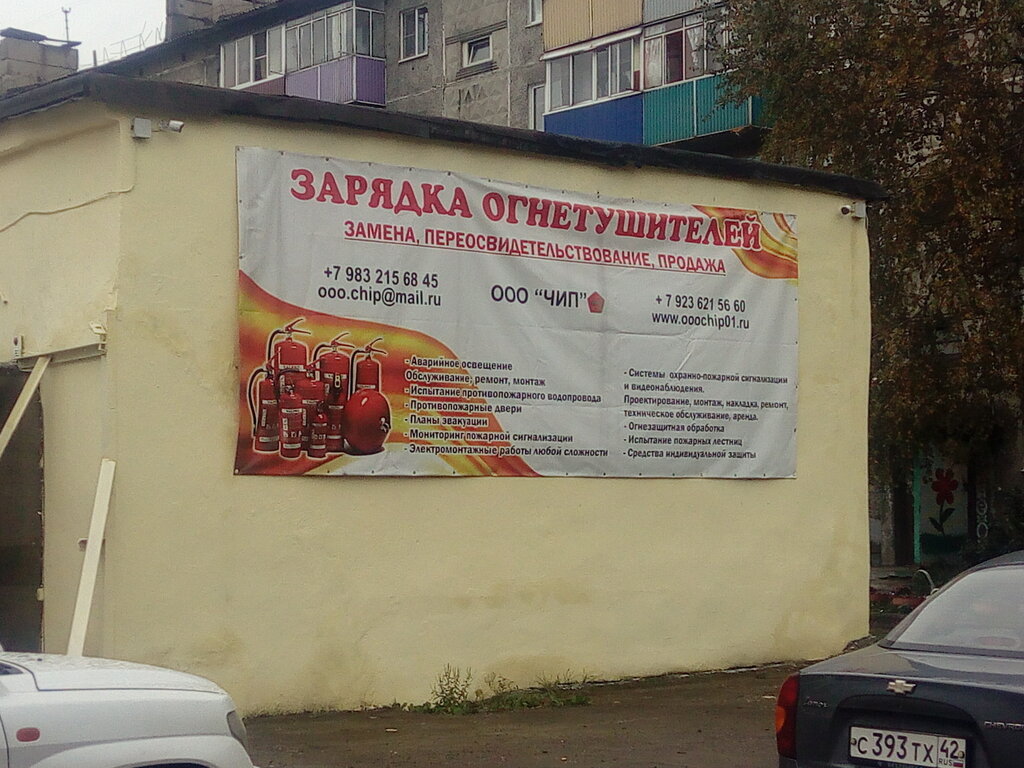 ЗАРЯДКА ОГНЕТУШИТЕЛЕЙ
ЗАМЕНА, ПЕРЕОСВИДЕТЕЛЬСТВОВАНИЕ, ПРОДАЖА
+7 983 215 68 45
ooo.chip@mail.ru
ООО "ЧИП"
+ 7 923 621 56 60
www.ooochip01.ru
- Аварийное освещение
Обслуживание, ремонт, монтаж
- Испытание противопожарного водопровода
- Противопожарные двери
- Планы эвакуации
- Мониторинг пожарной сигнализации
- Электромонтажные работы любой сложности
- Системы охранно-пожарной сигнализации
и видеонаблюдения.
Проектирование, монтаж, накладка, ремонт,
техническое обслуживание, аренда.
- Огнезащитная обработка
- Испытание пожарных лестниц
- Средства индивидуальной защиты
С 393 ТХ 42
RUS